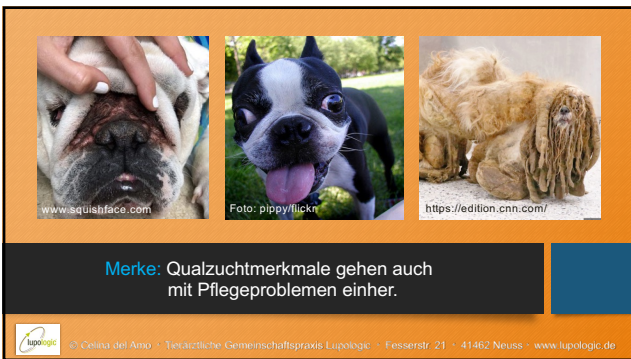 www.squishface.com
Foto: pippy/flickr
https://edition.cnn.com/
Merke: Qualzuchtmerkmale gehen auch
mit Pflegeproblemen einher.
lupologic
© Celina del Amo · Tierärztliche Gemeinschaftspraxis Lupologic · Fesserstr. 21 · 41462 Neuss · www.lupologic.de